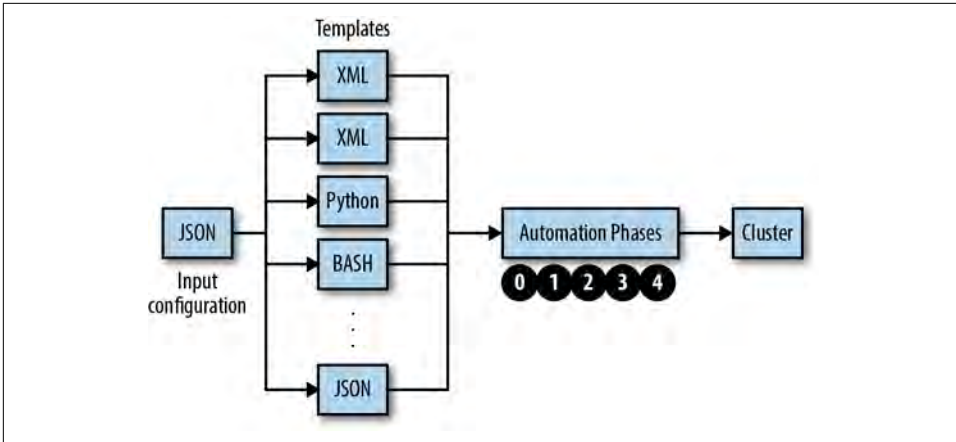 Templates
XML
XML
Python
JSON
Input
configuration
BASH
.
.
.
JSON
Automation Phases
0 1 2 3 4
Cluster